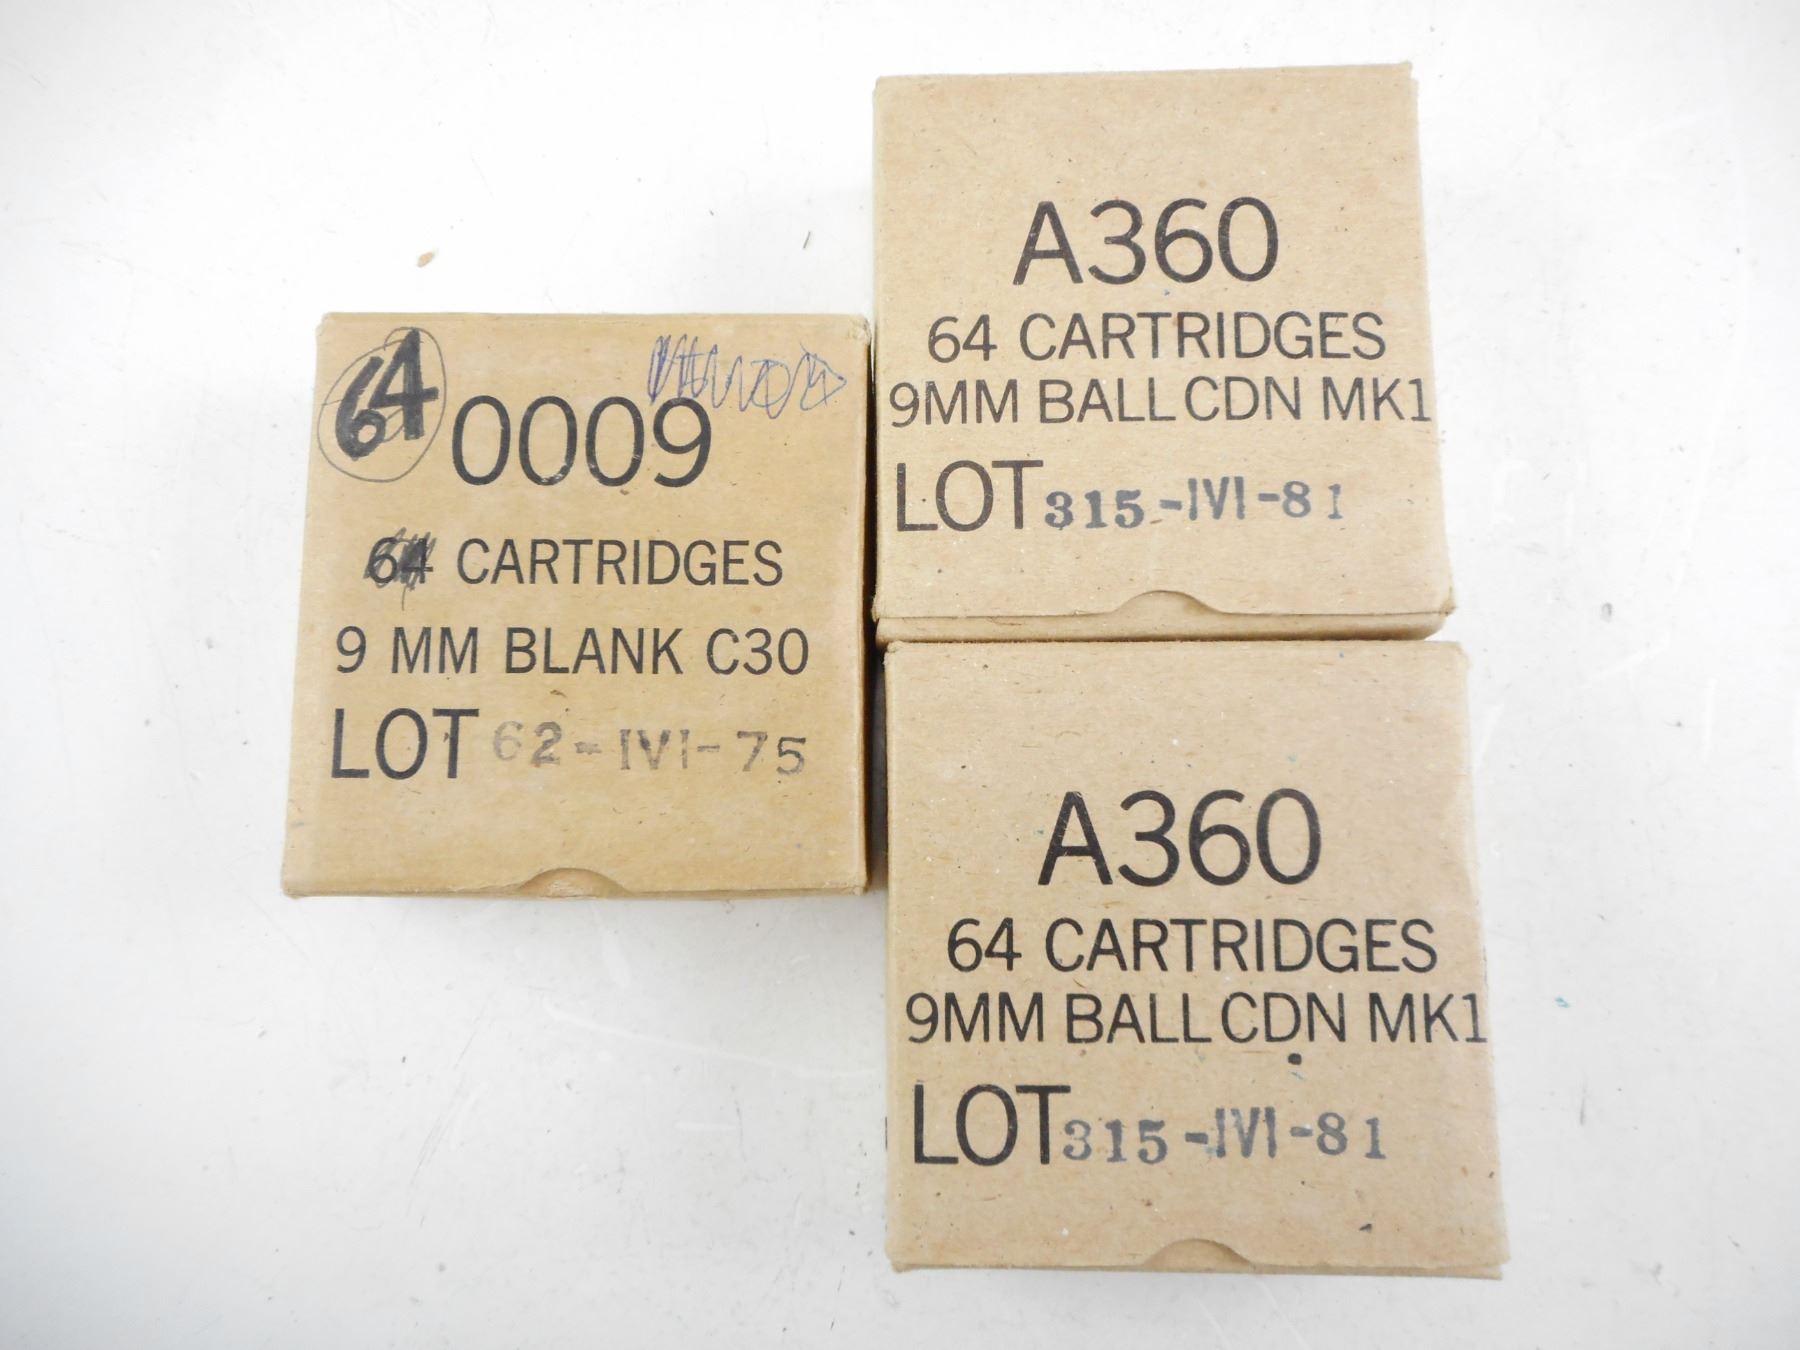 64
0009
64 CARTRIDGES
9 MM BLANK C30
LOT 62-IVI-75
A360
64 CARTRIDGES
9MM BALL CDN MK1
LOT 315-IVI-81
A360
64 CARTRIDGES
9MM BALL CDN MK1
LOT 315-IVI-81